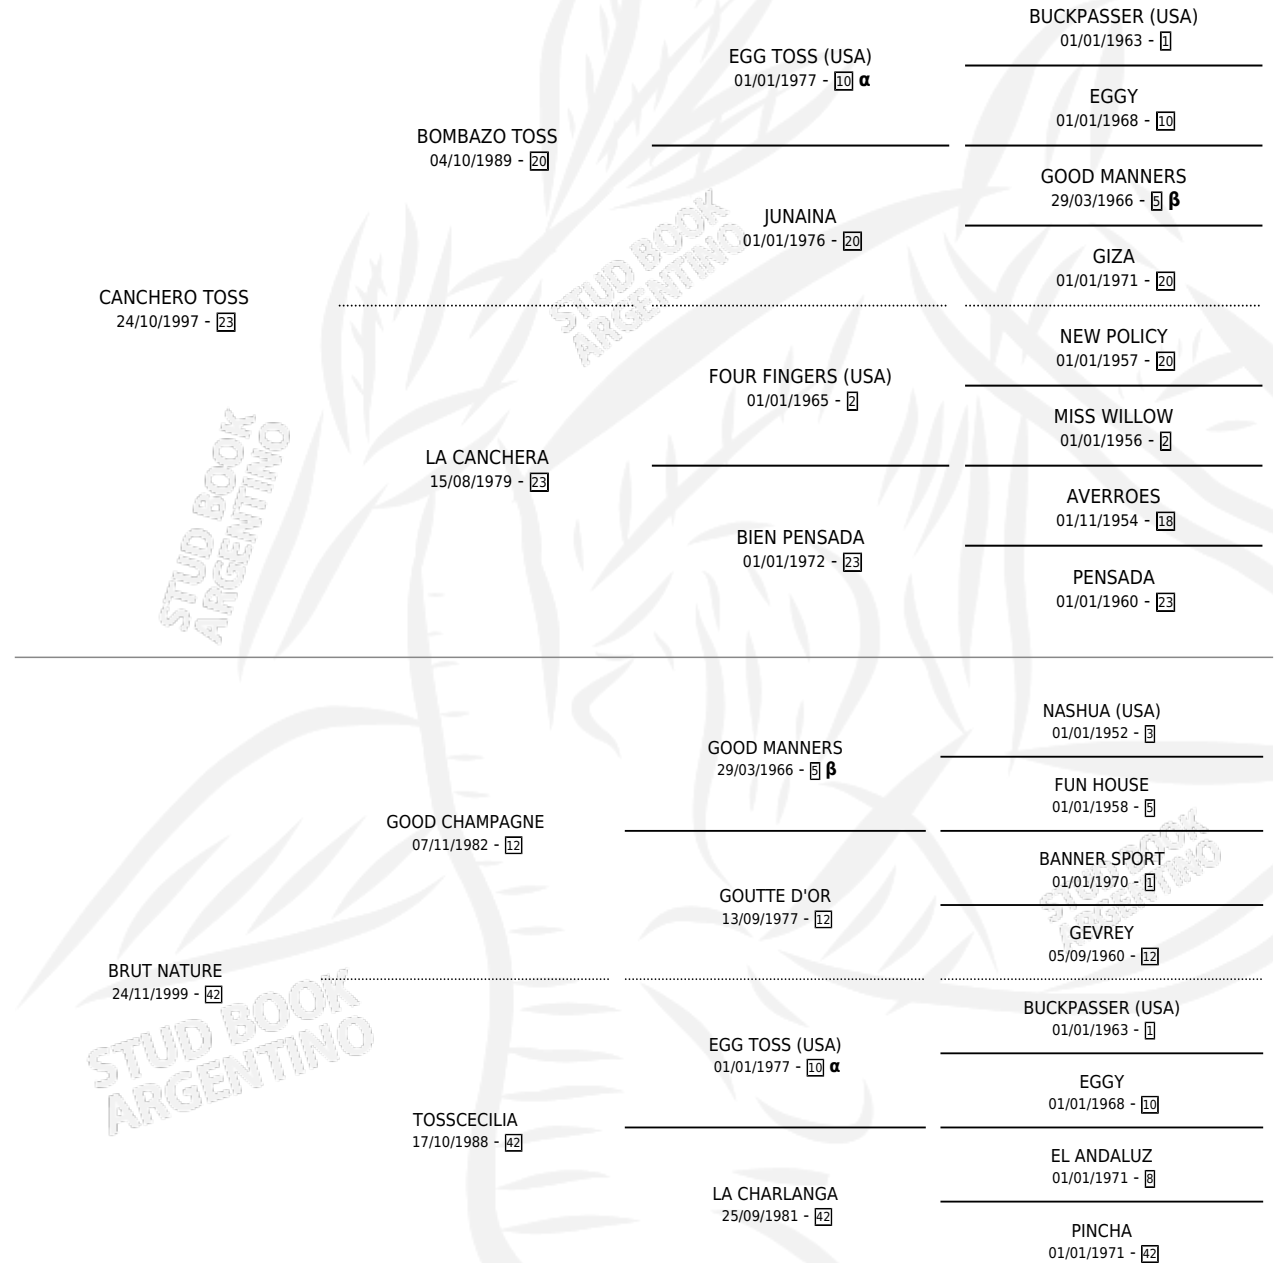 BUCKPASSER (USA)
01/01/1963 - 1
EGG TOSS (USA)
01/01/1977 - 10 α
EGGY
01/01/1968 - 10
BOMBAZO TOSS
04/10/1989 - 20
GOOD MANNERS
29/03/1966 - 5 β
JUNAINA
01/01/1976 - 20
GIZA
01/01/1971 - 20
CANCHERO TOSS
24/10/1997 - 23
NEW POLICY
01/01/1957 - 20
FOUR FINGERS (USA)
01/01/1965 - 2
MISS WILLOW
01/01/1956 - 2
LA CANCHERA
15/08/1979 - 23
AVERROES
01/11/1954 - 18
BIEN PENSADA
01/01/1972 - 23
PENSADA
01/01/1960 - 23
STUD BOOK
ARGENTINO
STUD BOOK
ARGENTINO
NASHUA (USA)
01/01/1952 - 3
GOOD MANNERS
29/03/1966 - 5 β
FUN HOUSE
01/01/1958 - 5
GOOD CHAMPAGNE
07/11/1982 - 12
BANNER SPORT
01/01/1970 - 1
GOUTTE D'OR
13/09/1977 - 12
GEVREY
05/09/1960 - 12
BRUT NATURE
24/11/1999 - 42
BUCKPASSER (USA)
01/01/1963 - 1
EGG TOSS (USA)
01/01/1977 - 10 α
EGGY
01/01/1968 - 10
TOSSCECILIA
17/10/1988 - 42
EL ANDALUZ
01/01/1971 - 8
LA CHARLANGA
25/09/1981 - 42
PINCHA
01/01/1971 - 42
STUD BOOK
ARGENTINO
STUD BOOK
ARGENTINO